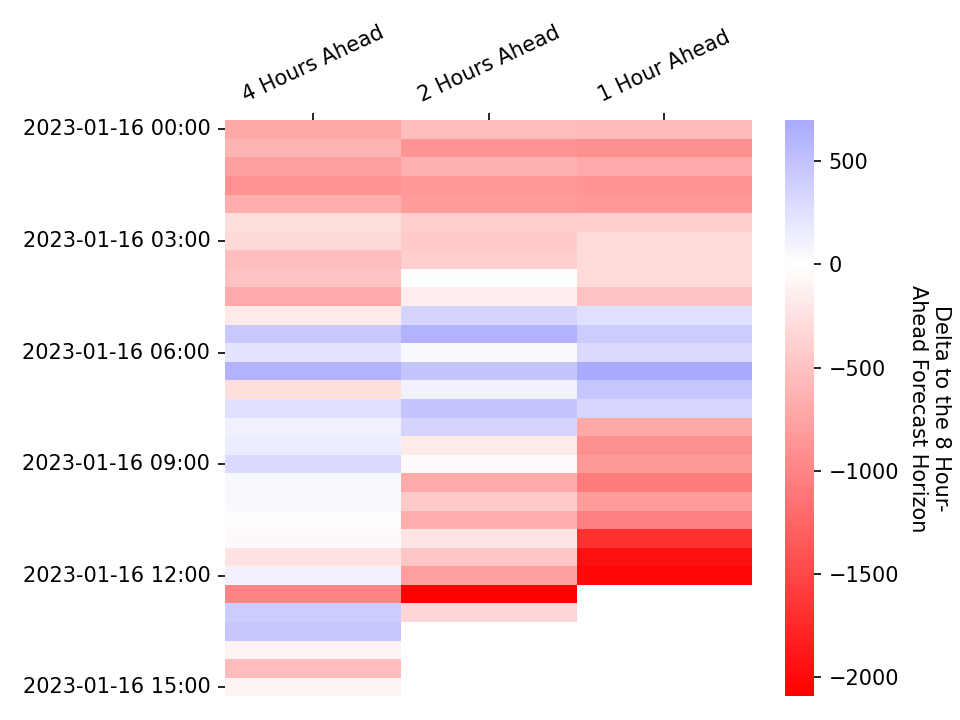 4 Hours Ahead
2 Hours Ahead
1 Hour Ahead
2023-01-16 00:00
2023-01-16 03:00
2023-01-16 06:00
2023-01-16 09:00
2023-01-16 12:00
2023-01-16 15:00
500
0
−500
−1000
−1500
−2000
Delta to the 8 Hour-
Ahead Forecast Horizon